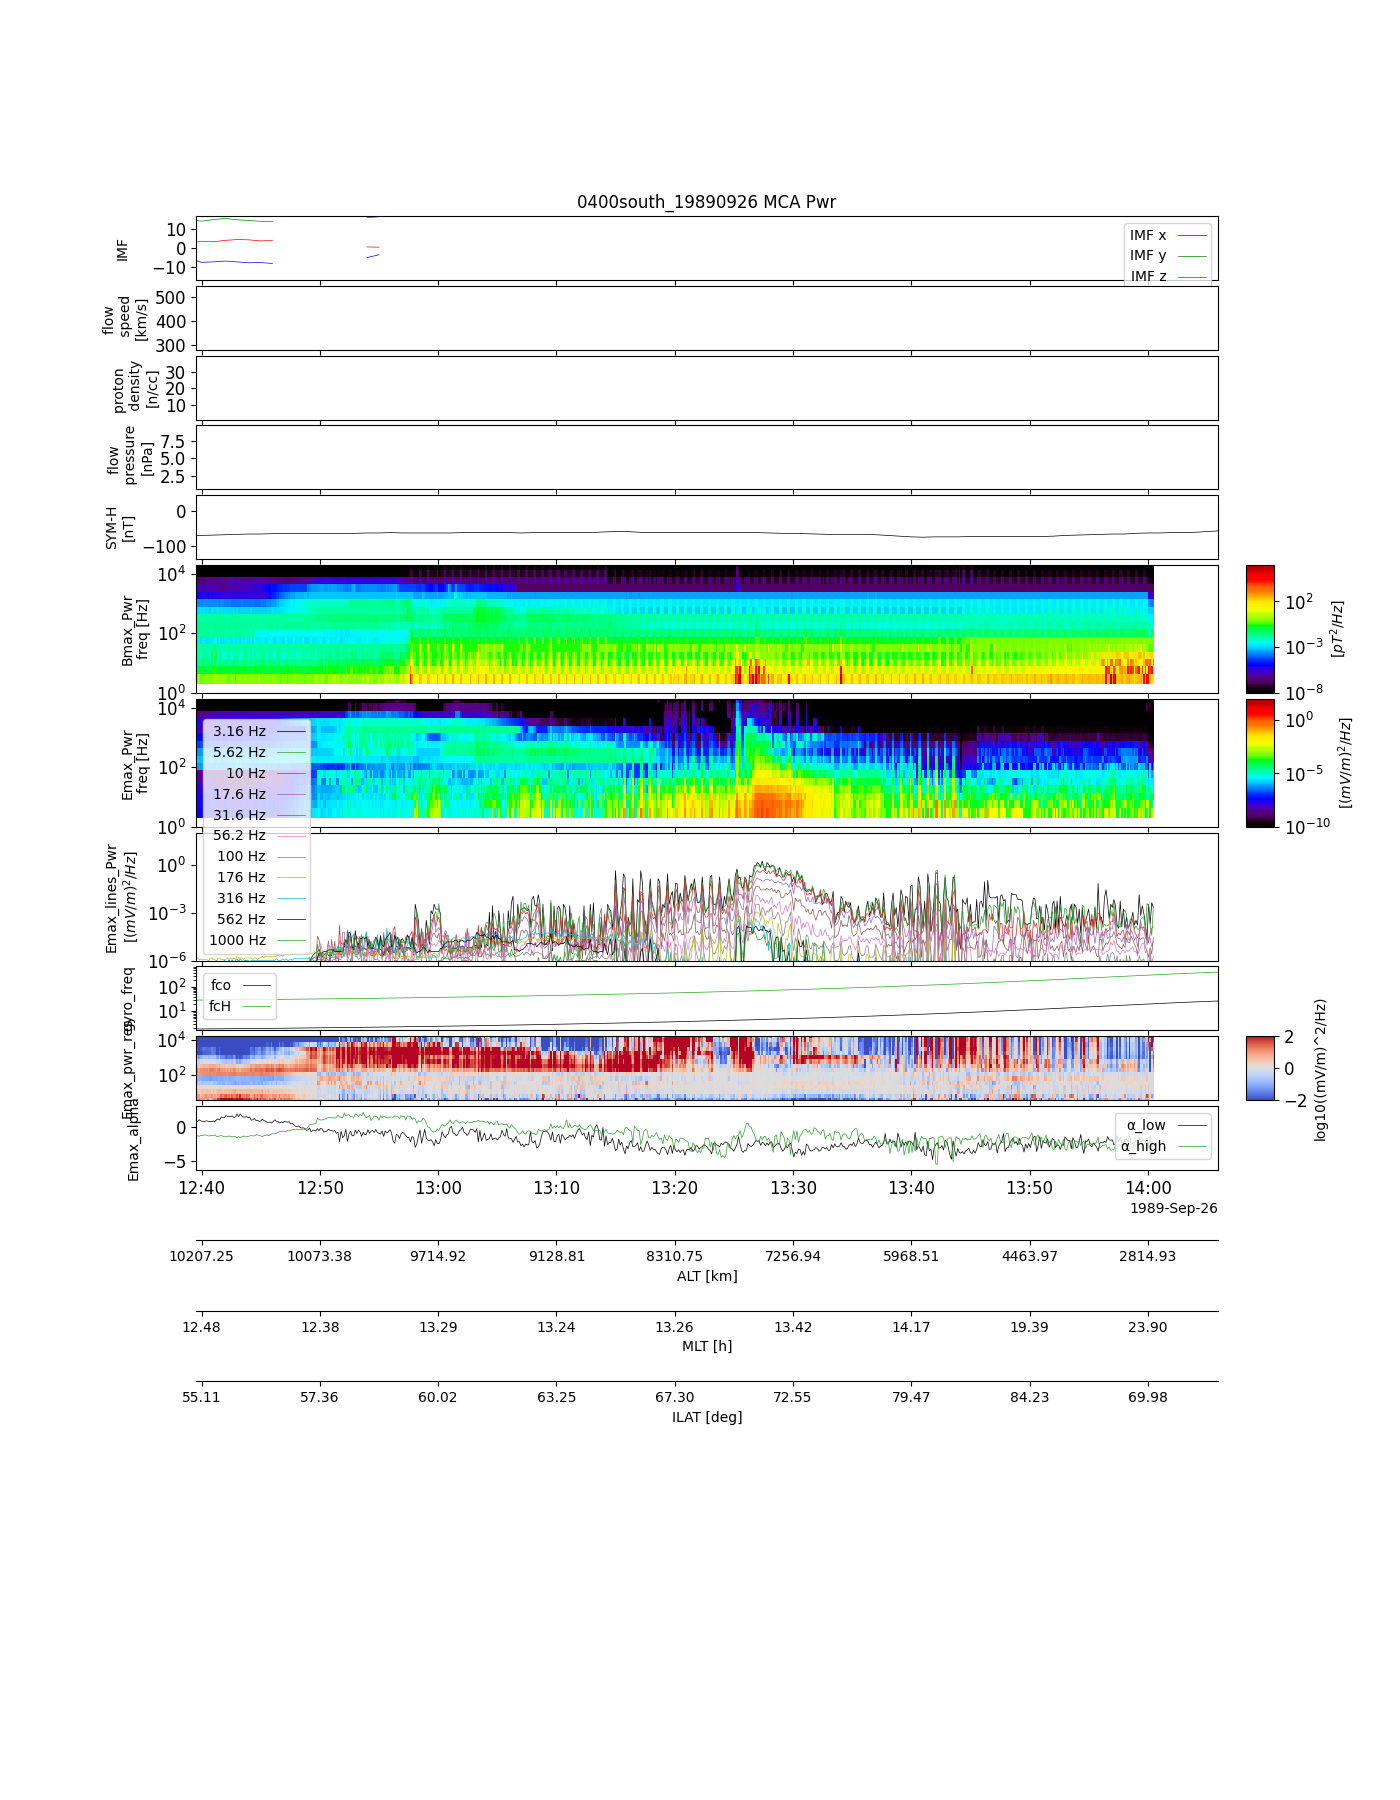 0400south_19890926 MCA Pwr
IMF
10
0
−10
IMF x
IMF y
IMF z
flow
speed
[km/s]
500
400
300
proton
density
[n/cc]
30
20
10
flow
pressure
[nPa]
7.5
5.0
2.5
SYM-H
[nT]
0
−100
Bmax_Pwr
freq [Hz]
10^4
10^2
10^0
10^2
10^−3
10^−8
[pT^2/Hz]
Emax_Pwr
freq [Hz]
10^4
10^2
10^0
10^0
10^−5
10^−10
[(mV/m)^2/Hz]
3.16 Hz
5.62 Hz
10 Hz
17.6 Hz
31.6 Hz
56.2 Hz
100 Hz
176 Hz
316 Hz
562 Hz
1000 Hz
Emax_lines_Pwr
[(mV/m)^2/Hz]
10^0
10^−3
10^−6
gyro_freq
10^2
10^1
fco
fcH
10^4
10^2
2
0
−2
log10((mV/m)^2/Hz)
Emax_alpha
0
−5
α_low
α_high
12:40 12:50 13:00 13:10 13:20 13:30 13:40 13:50 14:00
1989-Sep-26
10207.25 10073.38 9714.92 9128.81 8310.75 7256.94 5968.51 4463.97 2814.93
ALT [km]
12.48 12.38 13.29 13.24 13.26 13.42 14.17 19.39 23.90
MLT [h]
55.11 57.36 60.02 63.25 67.30 72.55 79.47 84.23 69.98
ILAT [deg]